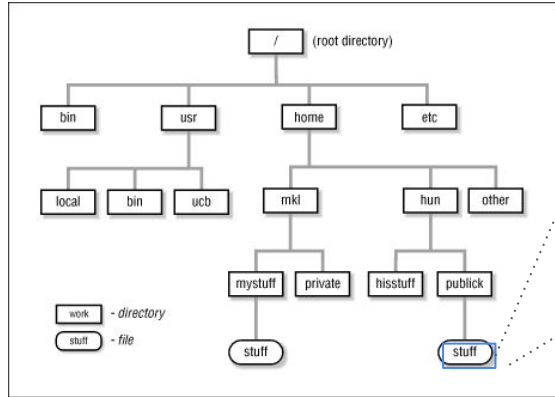 / (root directory)
bin usr home etc
local bin ucb mkl hun other
mystuff private hisstuff publick
work - directory
stuff - file
stuff stuff